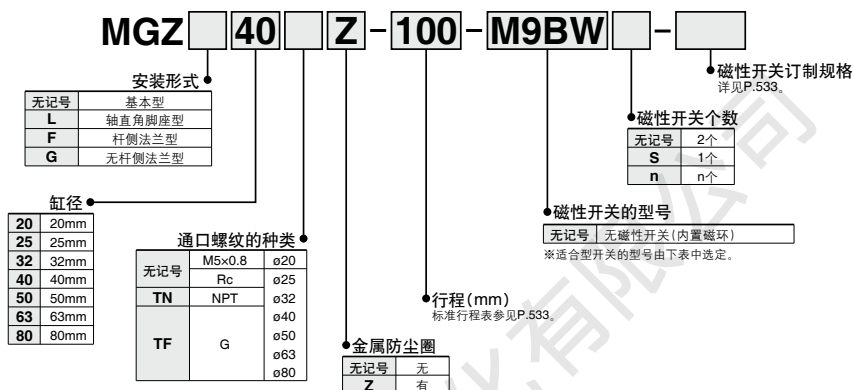 MGZ 40 Z - 100 - M9BW -
安装形式
无记号 基本型
L 轴直角脚座型
F 杆侧法兰型
G 无杆侧法兰型
缸径
20 20mm
25 25mm
32 32mm
40 40mm
50 50mm
63 63mm
80 80mm
通口螺纹的种类
无记号 M5×0.8 ø20
Rc ø25
TN NPT ø32
TF G ø40
ø50
ø63
ø80
金属防尘圈
无记号 无
Z 有
行程(mm)
标准行程表参见P.533。
磁性开关的型号
无记号 无磁性开关(内置磁环)
※适合型开关的型号由下表中选定。
磁性开关个数
无记号 2个
S 1个
n n个
磁性开关订制规格
详见P.533。